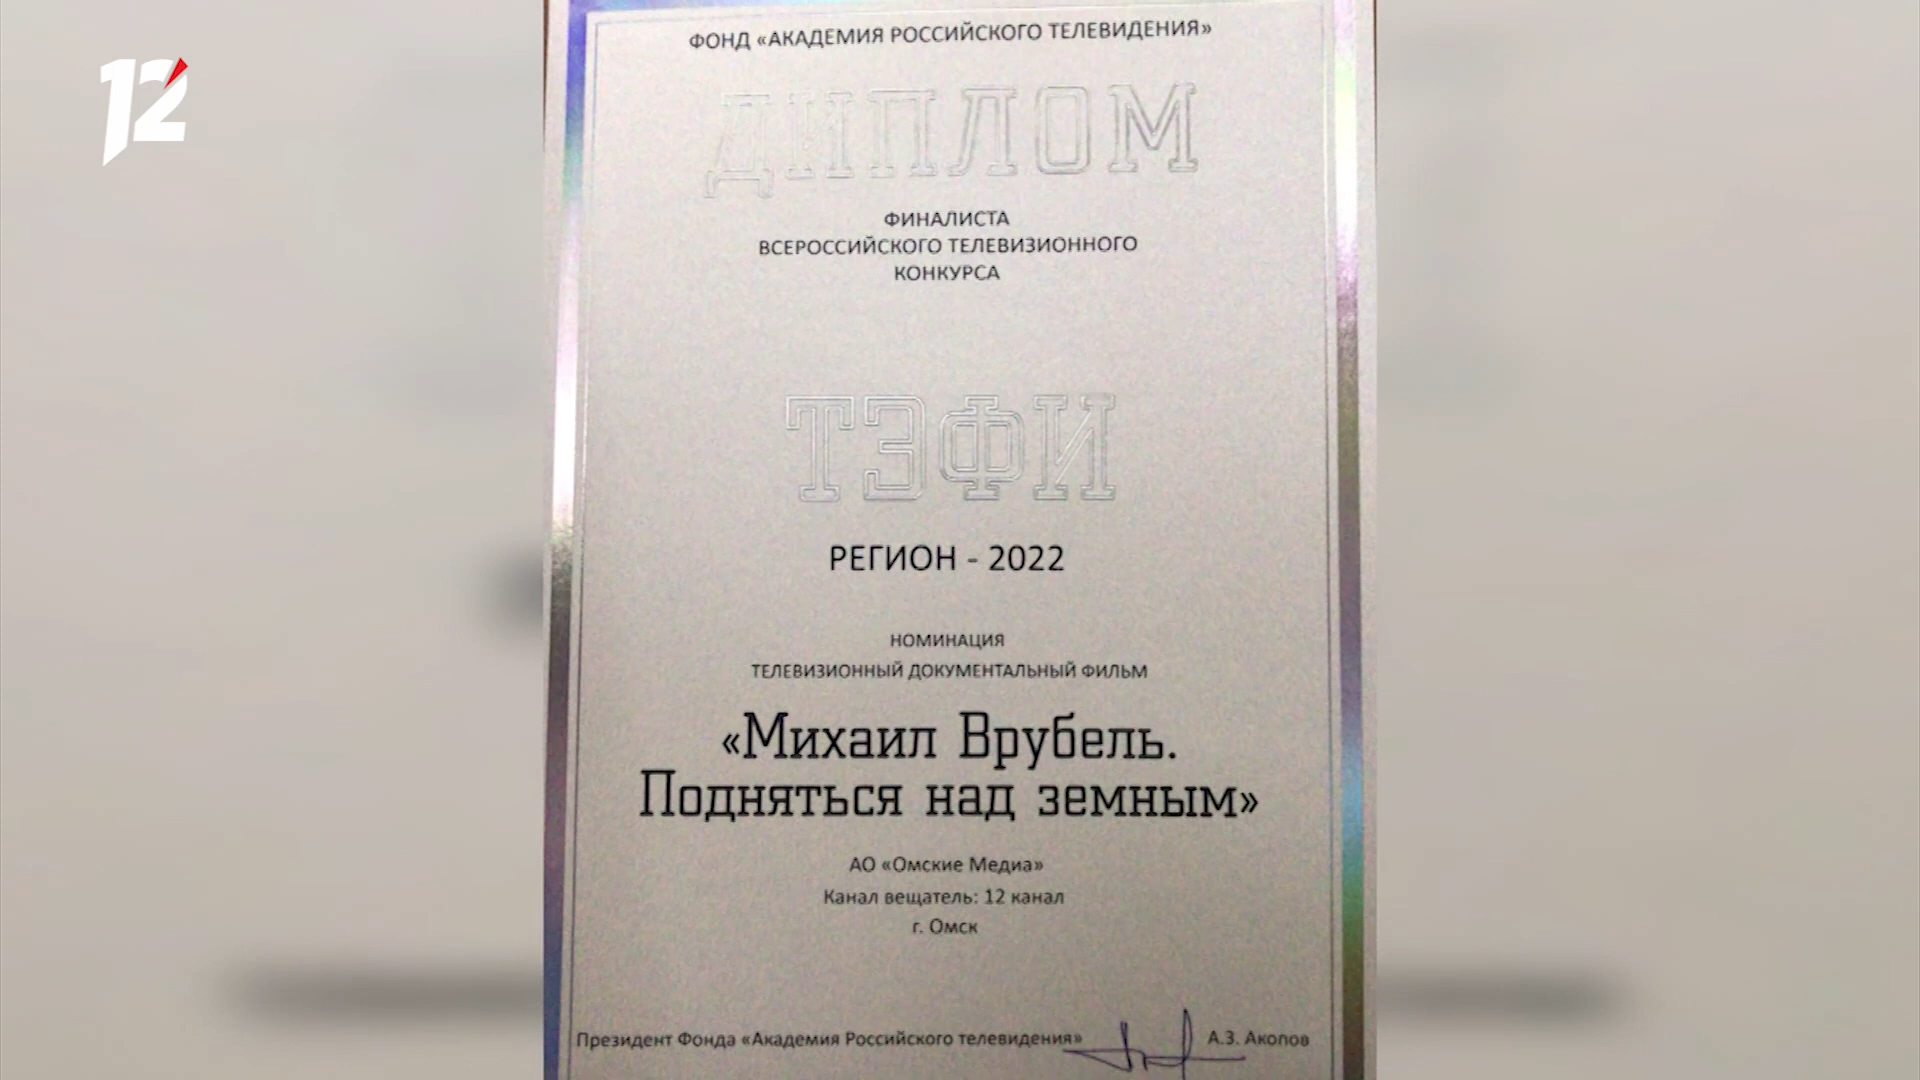 12
ФОНД «АКАДЕМИЯ РОССИЙСКОГО ТЕЛЕВИДЕНИЯ»
ДИПЛОМ
ФИНАЛИСТА
ВСЕРОССИЙСКОГО ТЕЛЕВИЗИОННОГО
КОНКУРСА
ТЭФИ
РЕГИОН - 2022
НОМИНАЦИЯ
ТЕЛЕВИЗИОННЫЙ ДОКУМЕНТАЛЬНЫЙ ФИЛЬМ
«Михаил Врубель.
Подняться над земным»
АО «Омские Медиа»
Канал вещатель: 12 канал
г. Омск
Президент Фонда «Академия Российского телевидения» А.З. Акопов